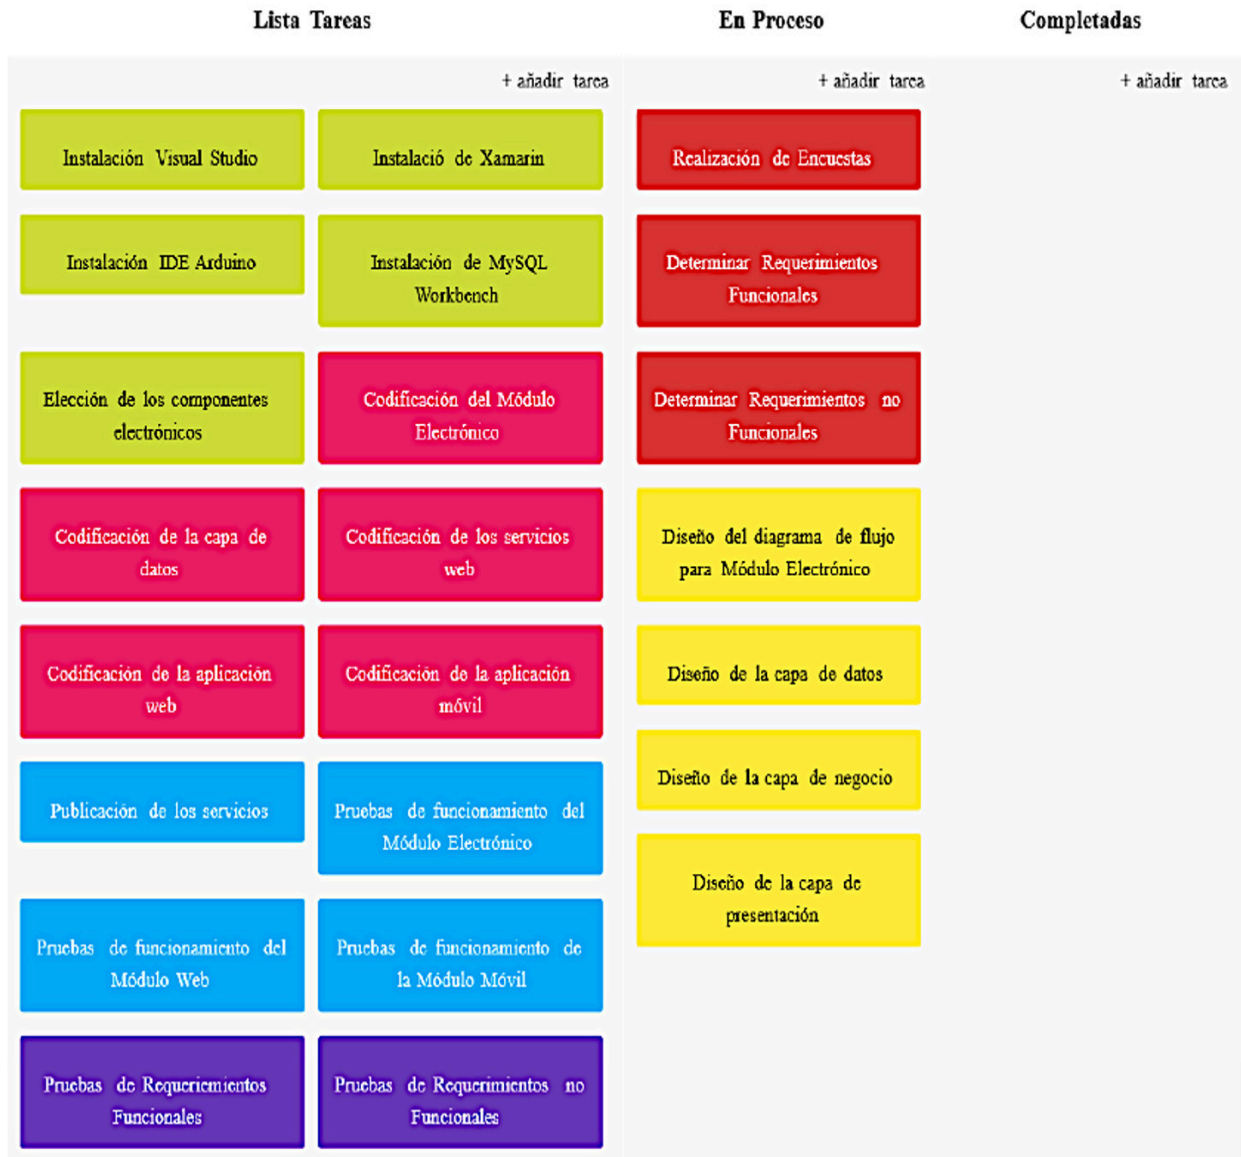 Lista Tareas
En Proceso
Completadas
+ añadir tarea
+ añadir tarea
+ añadir tarea
Instalación Visual Studio
Instalació de Xamarin
Realización de Encuestas
Instalación IDE Arduino
Instalación de MySQL
Workbench
Determinar Requerimientos
Funcionales
Elección de los componentes
electrónicos
Codificación del Módulo
Electrónico
Determinar Requerimientos no
Funcionales
Codificación de la capa de
datos
Codificación de los servicios
web
Diseño del diagrama de flujo
para Módulo Electrónico
Codificación de la aplicación
web
Codificación de la aplicación
móvil
Diseño de la capa de datos
Publicación de los servicios
Pruebas de funcionamiento del
Módulo Electrónico
Diseño de la capa de negocio
Diseño de la capa de
presentación
Pruebas de funcionamiento del
Módulo Web
Pruebas de funcionamiento de
la Módulo Móvil
Pruebas de Requeriemientos
Funcionales
Pruebas de Requerimientos no
Funcionales